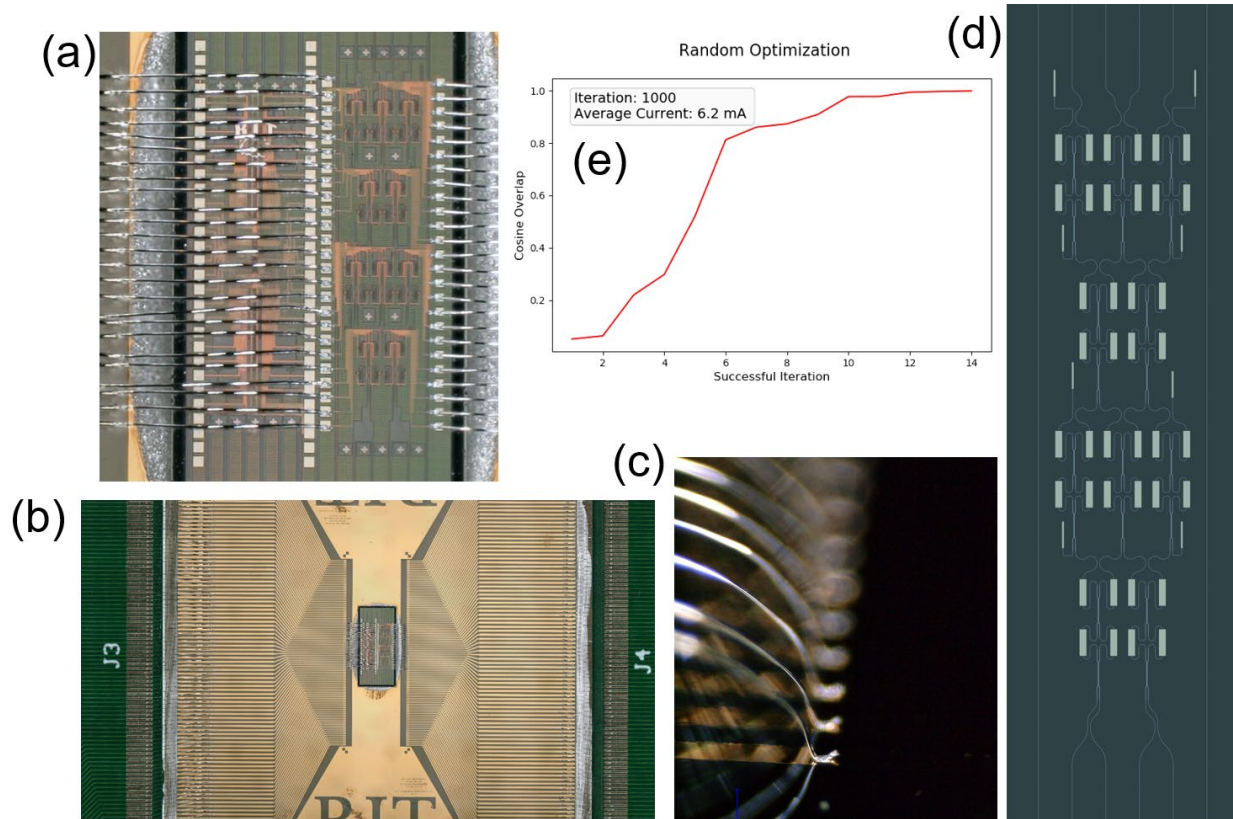 (a)
Random Optimization
Iteration: 1000
Average Current: 6.2 mA
(e)
Cosine Overlap
1.0
0.8
0.6
0.4
0.2
2 4 6 8 10 12 14
Successful Iteration
(d)
(b)
J3
RIT
RIT
J4
(c)